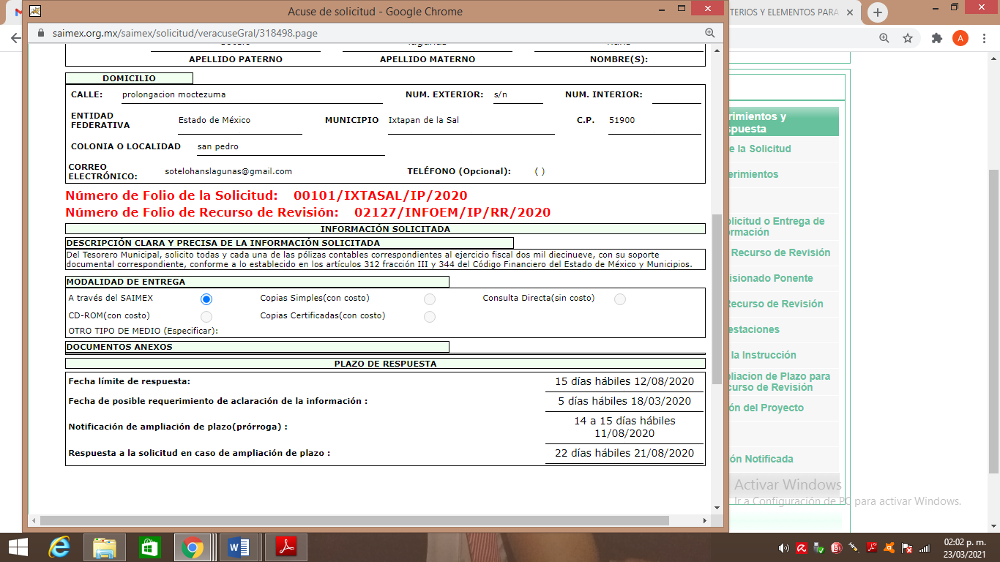 Acuse de solicitud - Google Chrome
TERIOS Y ELEMENTOS PARA
saimex.org.mx/saimex/solicitud/veracuseGral/318498.page
A
APELLIDO PATERNO APELLIDO MATERNO NOMBRE(S):
DOMICILIO
CALLE: prolongacion moctezuma NUM. EXTERIOR: s/n NUM. INTERIOR:
ENTIDAD FEDERATIVA Estado de México MUNICIPIO Ixtapan de la Sal C.P. 51900
COLONIA O LOCALIDAD san pedro
CORREO ELECTRÓNICO: sotelohanslagunas@gmail.com TELÉFONO (Opcional): ( )
Número de Folio de la Solicitud: 00101/IXTASAL/IP/2020
Número de Folio de Recurso de Revisión: 02127/INFOEM/IP/RR/2020
INFORMACIÓN SOLICITADA
DESCRIPCIÓN CLARA Y PRECISA DE LA INFORMACIÓN SOLICITADA
Del Tesorero Municipal, solicito todas y cada una de las pólizas contables correspondientes al ejercicio fiscal dos mil diecinueve, con su soporte
documental correspondiente, conforme a lo establecido en los artículos 312 fracción III y 344 del Código Financiero del Estado de México y Municipios.
MODALIDAD DE ENTREGA
A través del SAIMEX Copias Simples(con costo) Consulta Directa(sin costo)
CD-ROM(con costo) Copias Certificadas(con costo)
OTRO TIPO DE MEDIO (Especificar):
DOCUMENTOS ANEXOS
PLAZO DE RESPUESTA
Fecha límite de respuesta: 15 días hábiles 12/08/2020
Fecha de posible requerimiento de aclaración de la información : 5 días hábiles 18/03/2020
Notificación de ampliación de plazo(prórroga) : 14 a 15 días hábiles
11/08/2020
Respuesta a la solicitud en caso de ampliación de plazo : 22 días hábiles 21/08/2020
rimientos y
spuesta
e la Solicitud
erimientos
licitud o Entrega de
ormación
Recurso de Revisión
isionado Ponente
Recurso de Revisión
estaciones
la Instrucción
pliacion de Plazo para
curso de Revisión
ón del Proyecto
ón Notificada
Activar Windows
Ir a Configuración de PC para activar Windows.
02:02 p. m.
23/03/2021